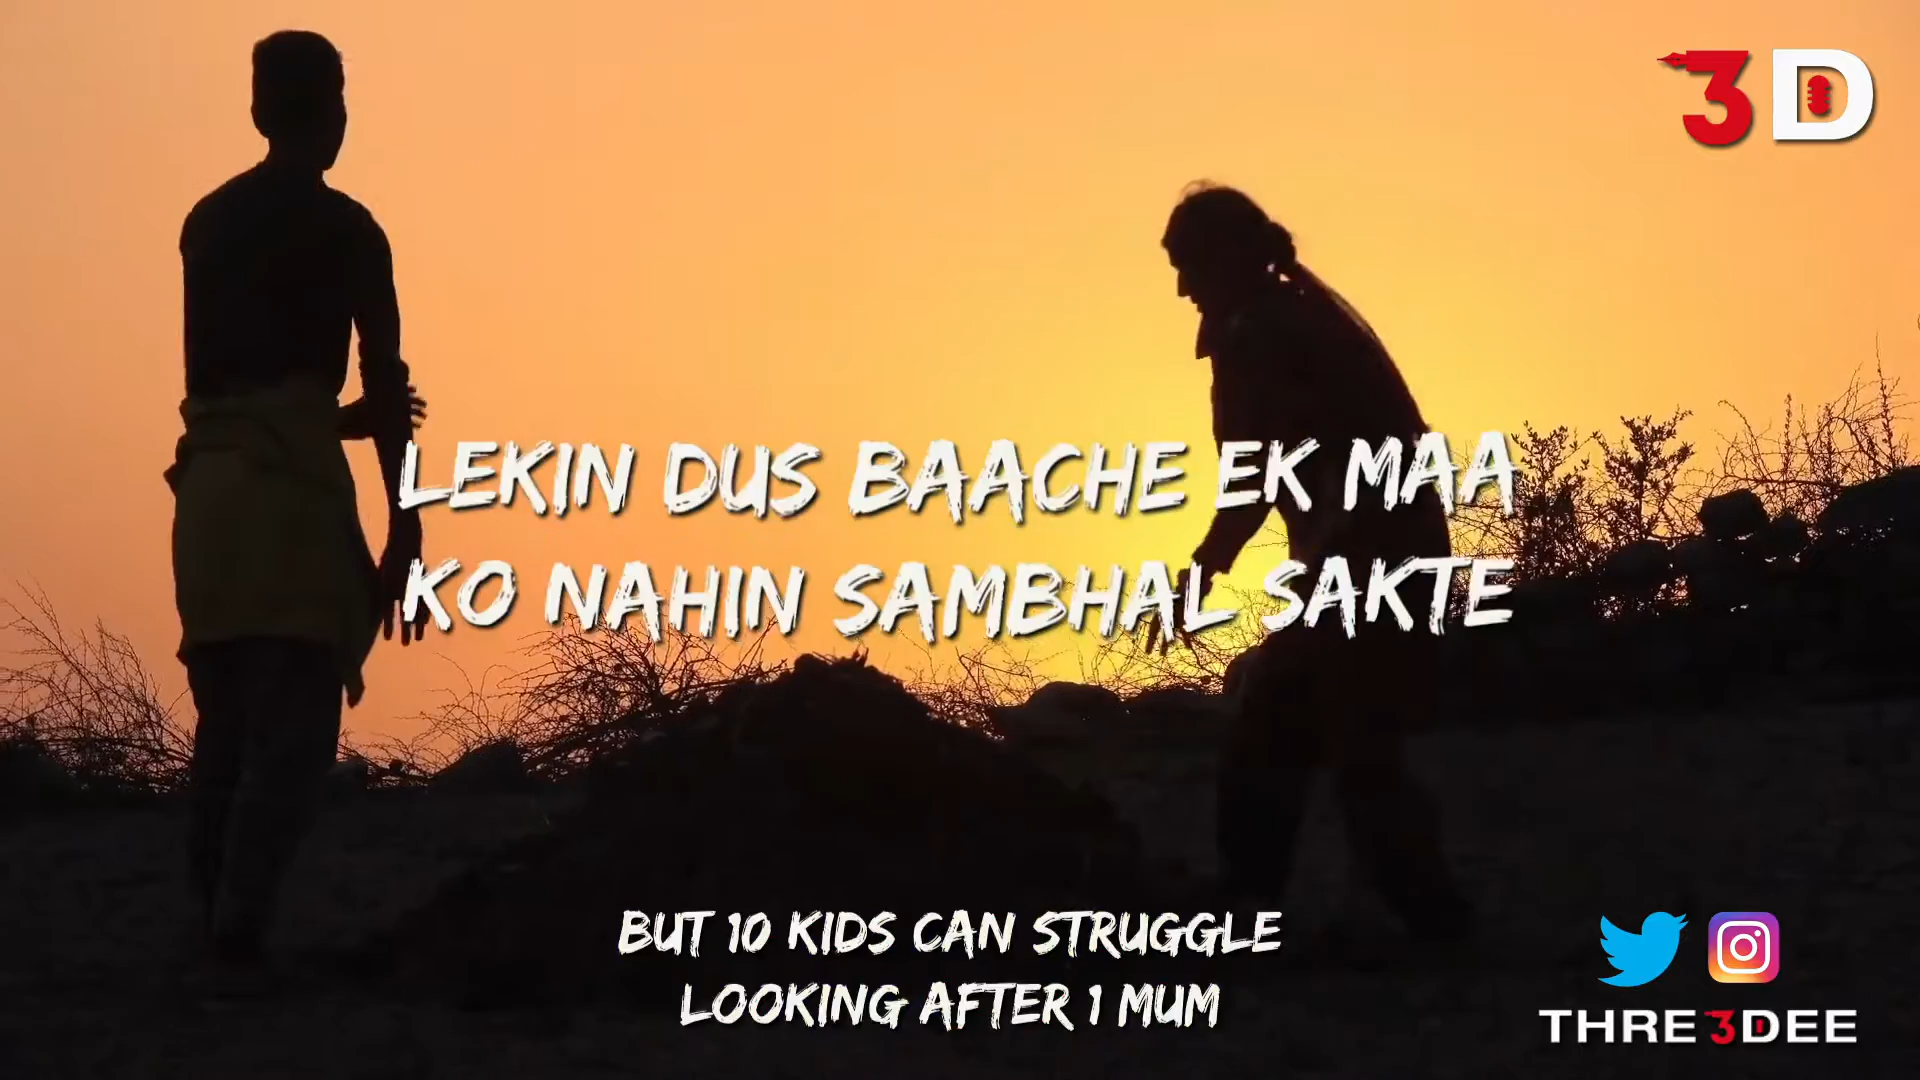 3D
LEKIN DUS BAACHE EK MAA
KO NAHIN SAMBHAL SAKTE
BUT 10 KIDS CAN STRUGGLE
LOOKING AFTER 1 MUM
THRE3DEE